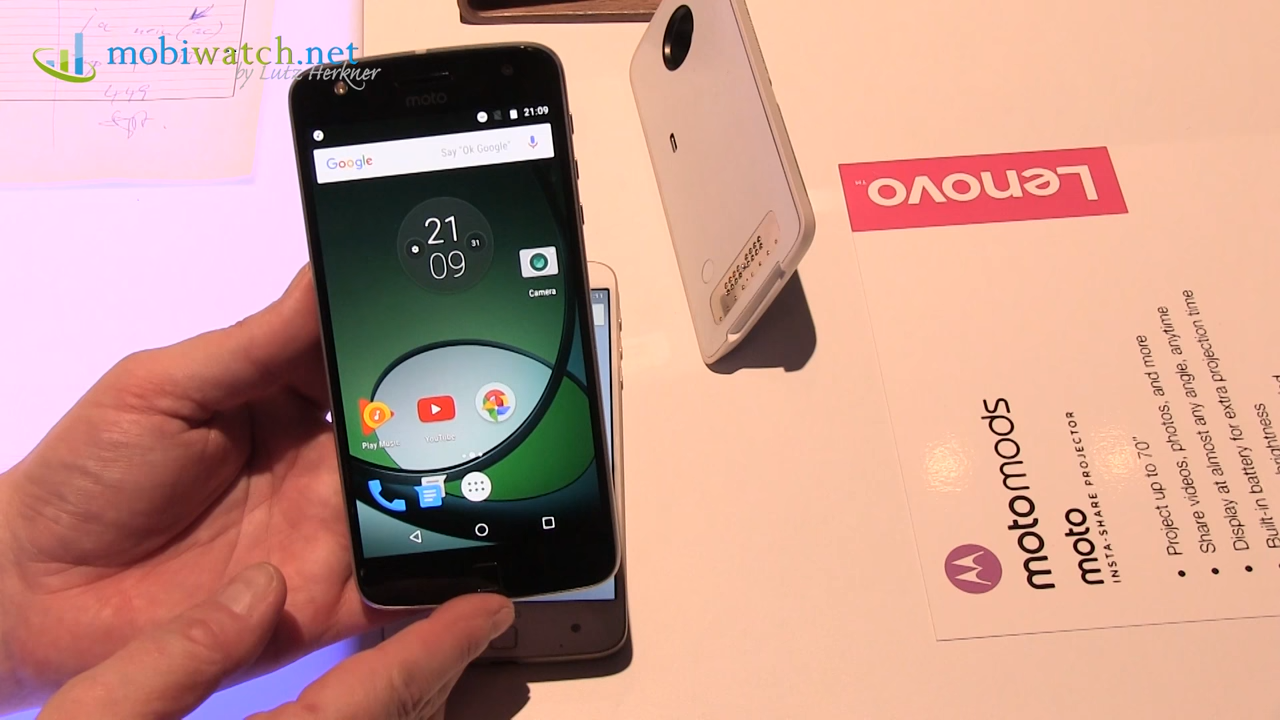 mobiwatch.net
by Lutz Herkner
449
moto
21:09
Google
Say "Ok Google"
21
09
31
Camera
Play Music
YouTube
Lenovo™
motomods
moto
INSTA-SHARE PROJECTOR
• Project up to 70"
• Share videos, photos, and more
• Display at almost any angle, anytime
• Built-in battery for extra projection time